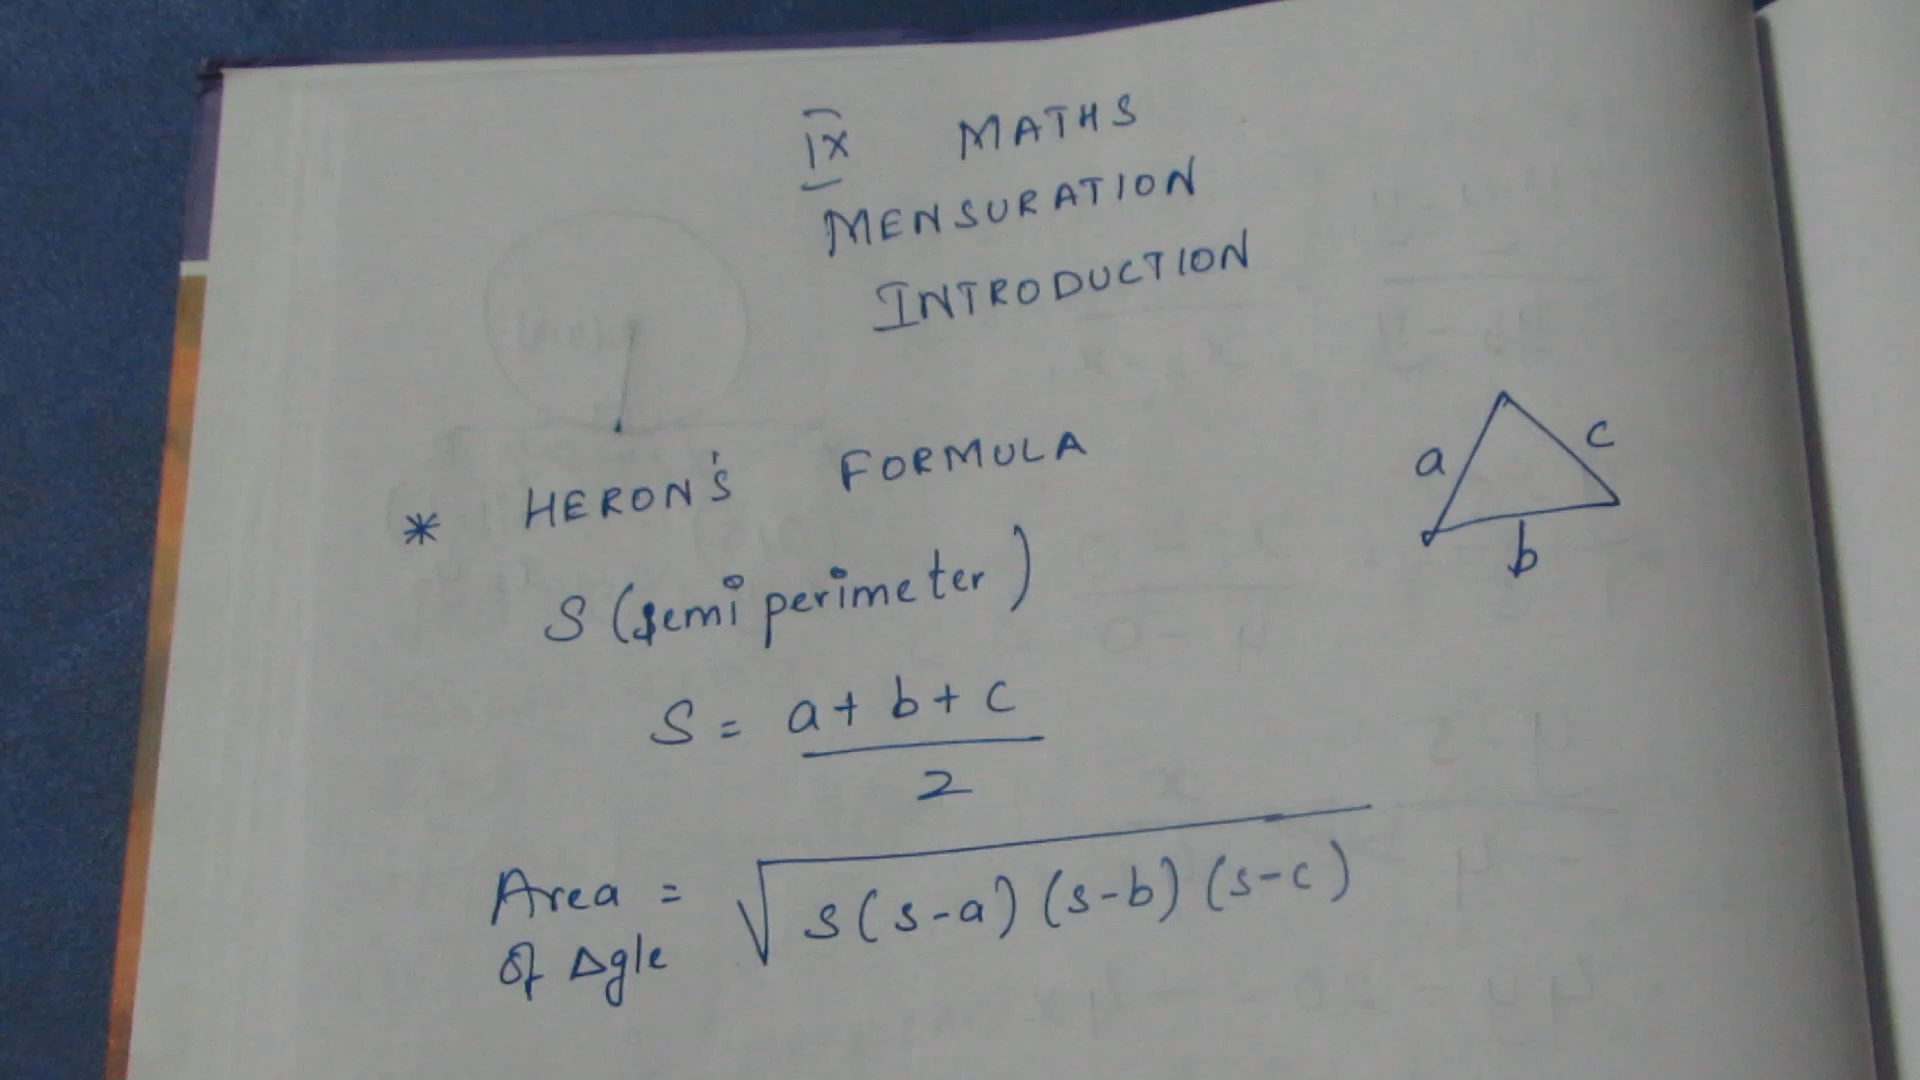 IX MATHS
MENSURATION
INTRODUCTION
* HERON'S FORMULA
a
c
b
S (semi perimeter)
S = a + b + c
2
Area = √s(s-a) (s-b) (s-c)
of Δgle